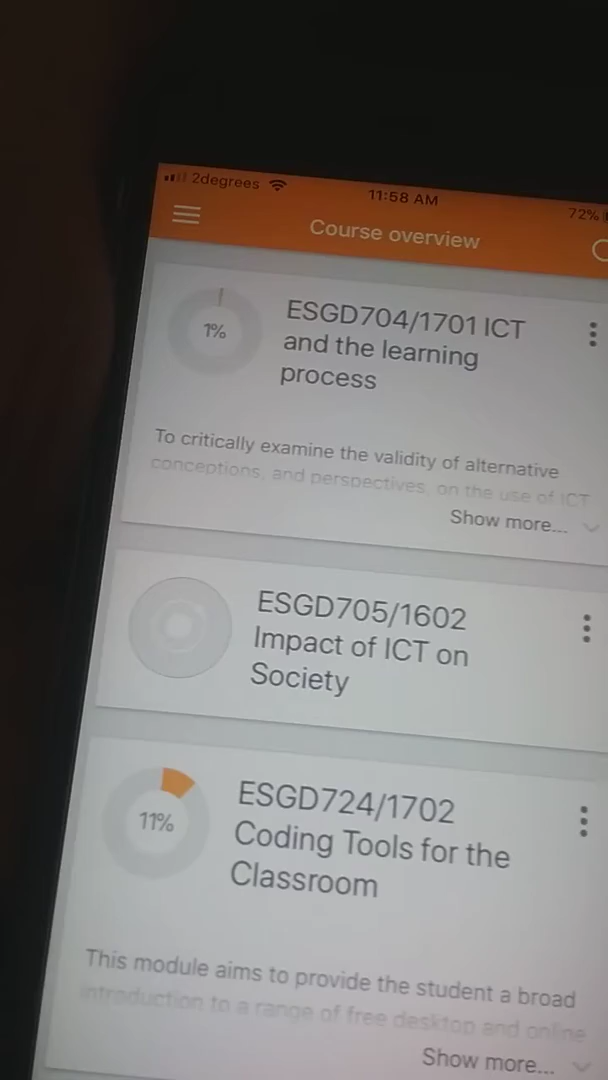 2degrees 11:58 AM 72%
Course overview
1%
ESGD704/1701 ICT
and the learning
process
To critically examine the validity of alternative
conceptions, and perspectives, on the use of ICT
Show more...
ESGD705/1602
Impact of ICT on
Society
11%
ESGD724/1702
Coding Tools for the
Classroom
This module aims to provide the student a broad
introduction to a range of free desktop and online
Show more...